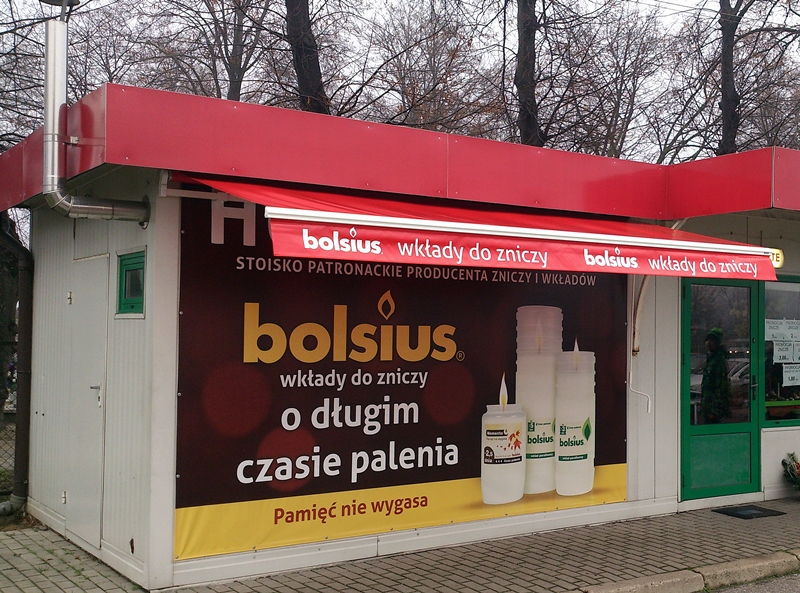 bolsius wkłady do zniczy bolsius wkłady do zniczy
STOISKO PATRONACKIE PRODUCENTA ZNICZY I WKŁADÓW
bolsius®
wkłady do zniczy
o długim
czasie palenia
Pamięć nie wygasa
bolsius
bolsius